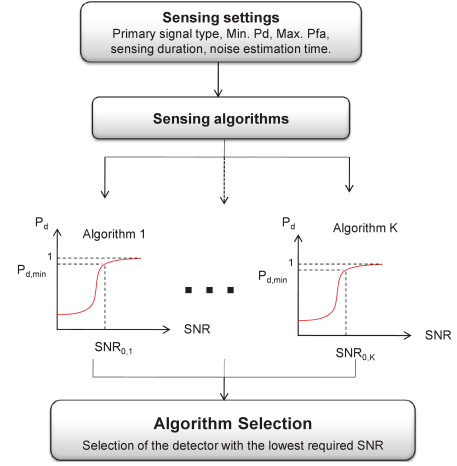 Sensing settings
Primary signal type, Min. Pd, Max. Pfa,
sensing duration, noise estimation time.
Sensing algorithms
Pd
Algorithm 1
1
Pd,min
SNR
SNR0,1
Pd
Algorithm K
1
Pd,min
SNR
SNR0,K
Algorithm Selection
Selection of the detector with the lowest required SNR